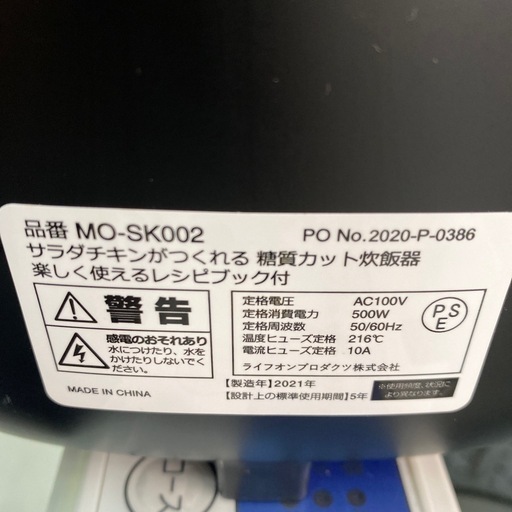 品番 MO-SK002 PO No.2020-P-0386
サラダチキンがつくれる 糖質カット炊飯器
楽しく使えるレシピブック付
警告
感電のおそれあり
水につけたり、水を
かけたりしないでく
ださい。
MADE IN CHINA
定格電圧 AC100V
定格消費電力 500W
定格周波数 50/60Hz
温度ヒューズ定格 216℃
電流ヒューズ定格 10A
PSE
ライフオンプロダクツ株式会社
【製造年】2021年
【設計上の標準使用期間】5年
※使用頻度、状況に
より異なります。
ロース